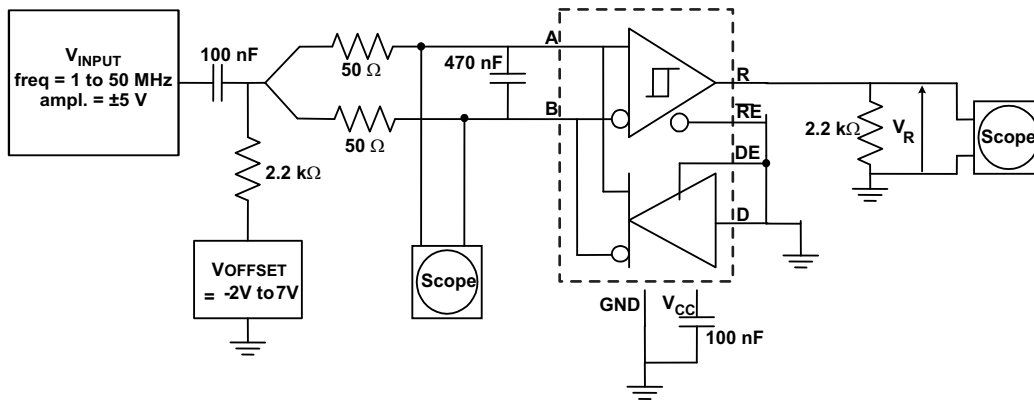 VINPUT
freq = 1 to 50 MHz
ampl. = ±5 V
100 nF
50 Ω
50 Ω
2.2 kΩ
VOFFSET
= -2V to 7V
470 nF
Scope
A
B
R
RE
DE
D
GND
VCC
100 nF
2.2 kΩ
VR
Scope